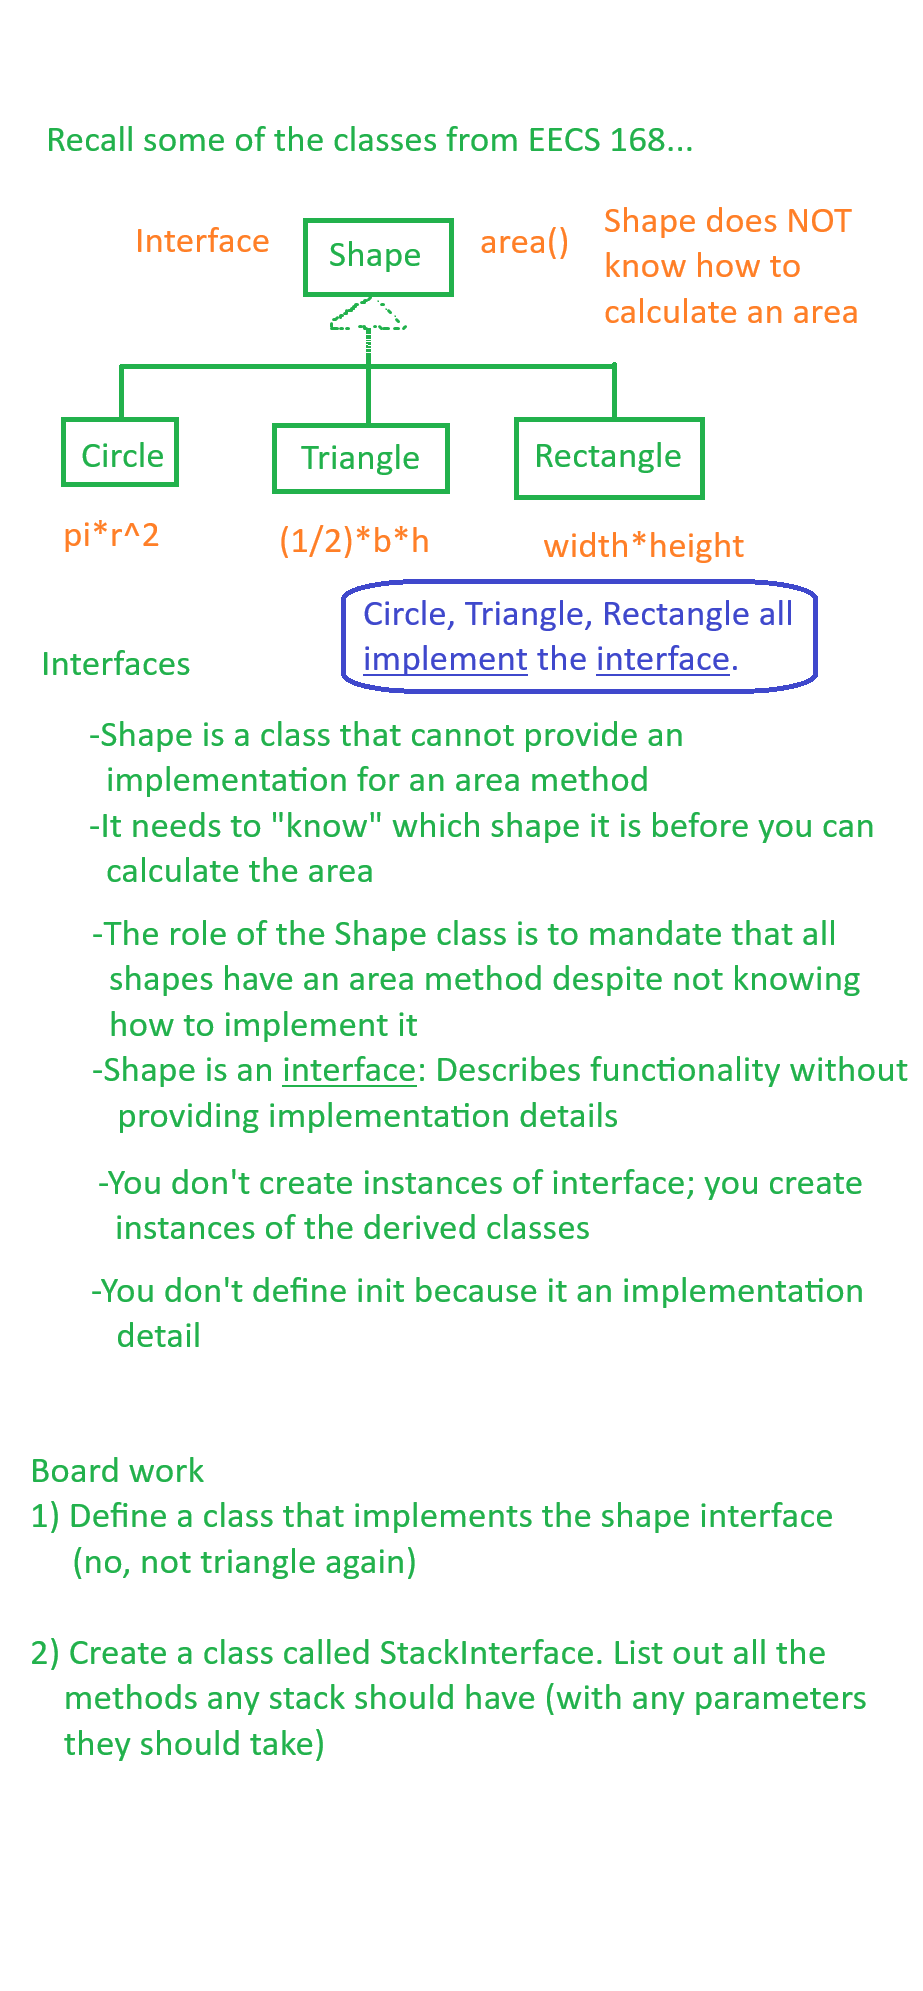 Recall some of the classes from EECS 168...
Interface
Shape
area()
Shape does NOT
know how to
calculate an area
Circle
Triangle
Rectangle
pi*r^2
(1/2)*b*h
width*height
Circle, Triangle, Rectangle all
implement the interface.
Interfaces
-Shape is a class that cannot provide an
implementation for an area method
-It needs to "know" which shape it is before you can
calculate the area
-The role of the Shape class is to mandate that all
shapes have an area method despite not knowing
how to implement it
-Shape is an interface: Describes functionality without
providing implementation details
-You don't create instances of interface; you create
instances of the derived classes
-You don't define init because it an implementation
detail
Board work
1) Define a class that implements the shape interface
(no, not triangle again)
2) Create a class called StackInterface. List out all the
methods any stack should have (with any parameters
they should take)